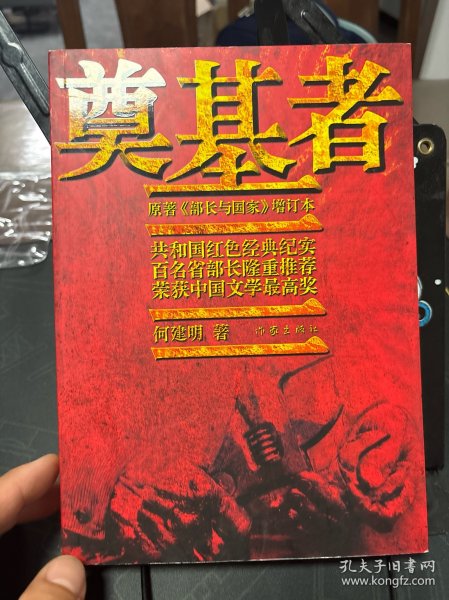 奠基者
原著《部长与国家》增订本
共和国红色经典纪实
百名省部长隆重推荐
荣获中国文学最高奖
何建明 著 作家出版社
孔夫子旧书网
www.kongfz.com